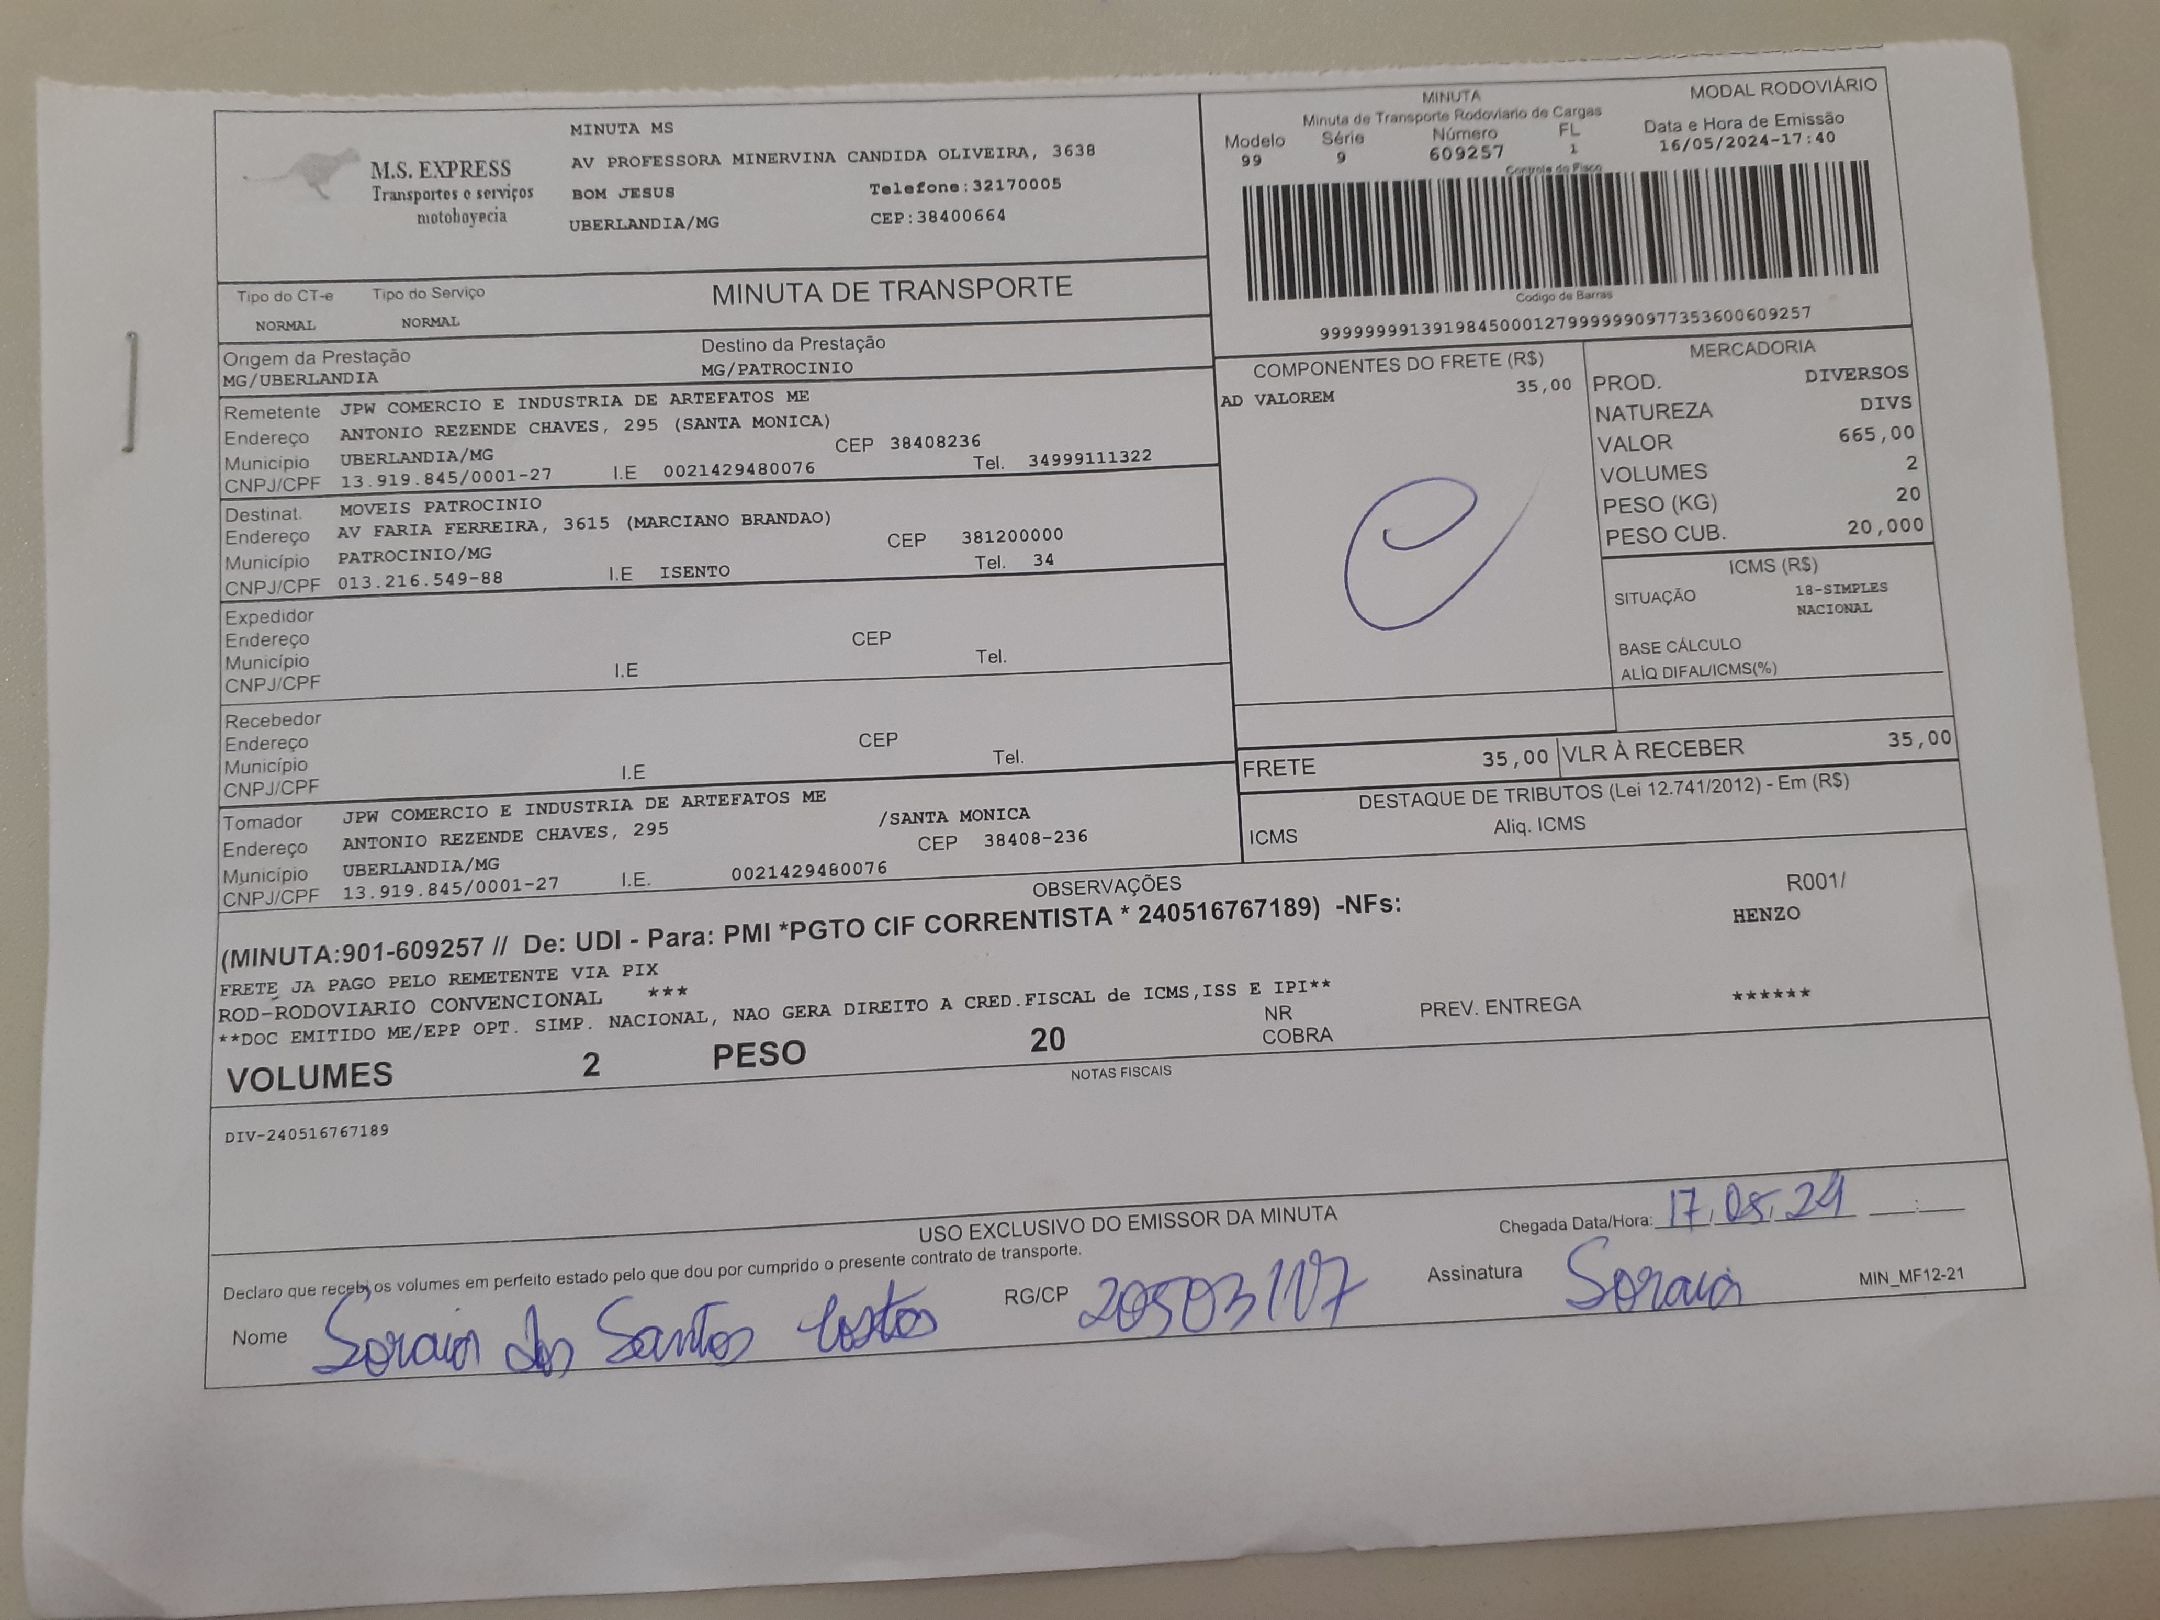 M.S. EXPRESS
Transportes e serviços
motoboyecia
MINUTA MS
AV PROFESSORA MINERVINA CANDIDA OLIVEIRA, 3638
BOM JESUS Telefone:32170005
UBERLANDIA/MG CEP:38400664
MINUTA MODAL RODOVIÁRIO
Minuta de Transporte Rodoviario de Cargas
Modelo Série Número FL Data e Hora de Emissão
99 9 609257 1 16/05/2024-17:40
Controle do Fisco
Codigo de Barras
Tipo do CT-e Tipo do Serviço MINUTA DE TRANSPORTE
NORMAL NORMAL
Origem da Prestação Destino da Prestação
MG/UBERLANDIA MG/PATROCINIO
Remetente JPW COMERCIO E INDUSTRIA DE ARTEFATOS ME
Endereço ANTONIO REZENDE CHAVES, 295 (SANTA MONICA)
Município UBERLANDIA/MG CEP 38408236
CNPJ/CPF 13.919.845/0001-27 I.E 0021429480076 Tel. 34999111322
Destinat. MOVEIS PATROCINIO
Endereço AV FARIA FERREIRA, 3615 (MARCIANO BRANDAO)
Município PATROCINIO/MG CEP 381200000
CNPJ/CPF 013.216.549-88 I.E ISENTO Tel. 34
Expedidor
Endereço
Município CEP
CNPJ/CPF I.E Tel.
Recebedor
Endereço
Município CEP
CNPJ/CPF I.E Tel.
Tomador JPW COMERCIO E INDUSTRIA DE ARTEFATOS ME
Endereço ANTONIO REZENDE CHAVES, 295 /SANTA MONICA
Município UBERLANDIA/MG CEP 38408-236
CNPJ/CPF 13.919.845/0001-27 I.E. 0021429480076
COMPONENTES DO FRETE (R$)
AD VALOREM 35,00
MERCADORIA
PROD. DIVERSOS
NATUREZA DIVS
VALOR 665,00
VOLUMES 2
PESO (KG) 20
PESO CUB. 20,000
ICMS (R$)
SITUAÇÃO 18-SIMPLES
NACIONAL
BASE CÁLCULO
ALÍQ DIFAL/ICMS(%)
FRETE 35,00 VLR À RECEBER 35,00
DESTAQUE DE TRIBUTOS (Lei 12.741/2012) - Em (R$)
ICMS Aliq. ICMS
OBSERVAÇÕES R001/
(MINUTA:901-609257 // De: UDI - Para: PMI *PGTO CIF CORRENTISTA * 240516767189) -NFs: HENZO
FRETE JA PAGO PELO REMETENTE VIA PIX
ROD-RODOVIARIO CONVENCIONAL ***
**DOC EMITIDO ME/EPP OPT. SIMP. NACIONAL, NAO GERA DIREITO A CRED.FISCAL de ICMS,ISS E IPI**
VOLUMES 2 PESO 20 NR COBRA PREV. ENTREGA ******
NOTAS FISCAIS
DIV-240516767189
USO EXCLUSIVO DO EMISSOR DA MINUTA Chegada Data/Hora: 17.05.24 __:__
Declaro que recebi os volumes em perfeito estado pelo que dou por cumprido o presente contrato de transporte.
Nome Soraia dos Santos RG/CP Assinatura Soraia MIN_MF12-21